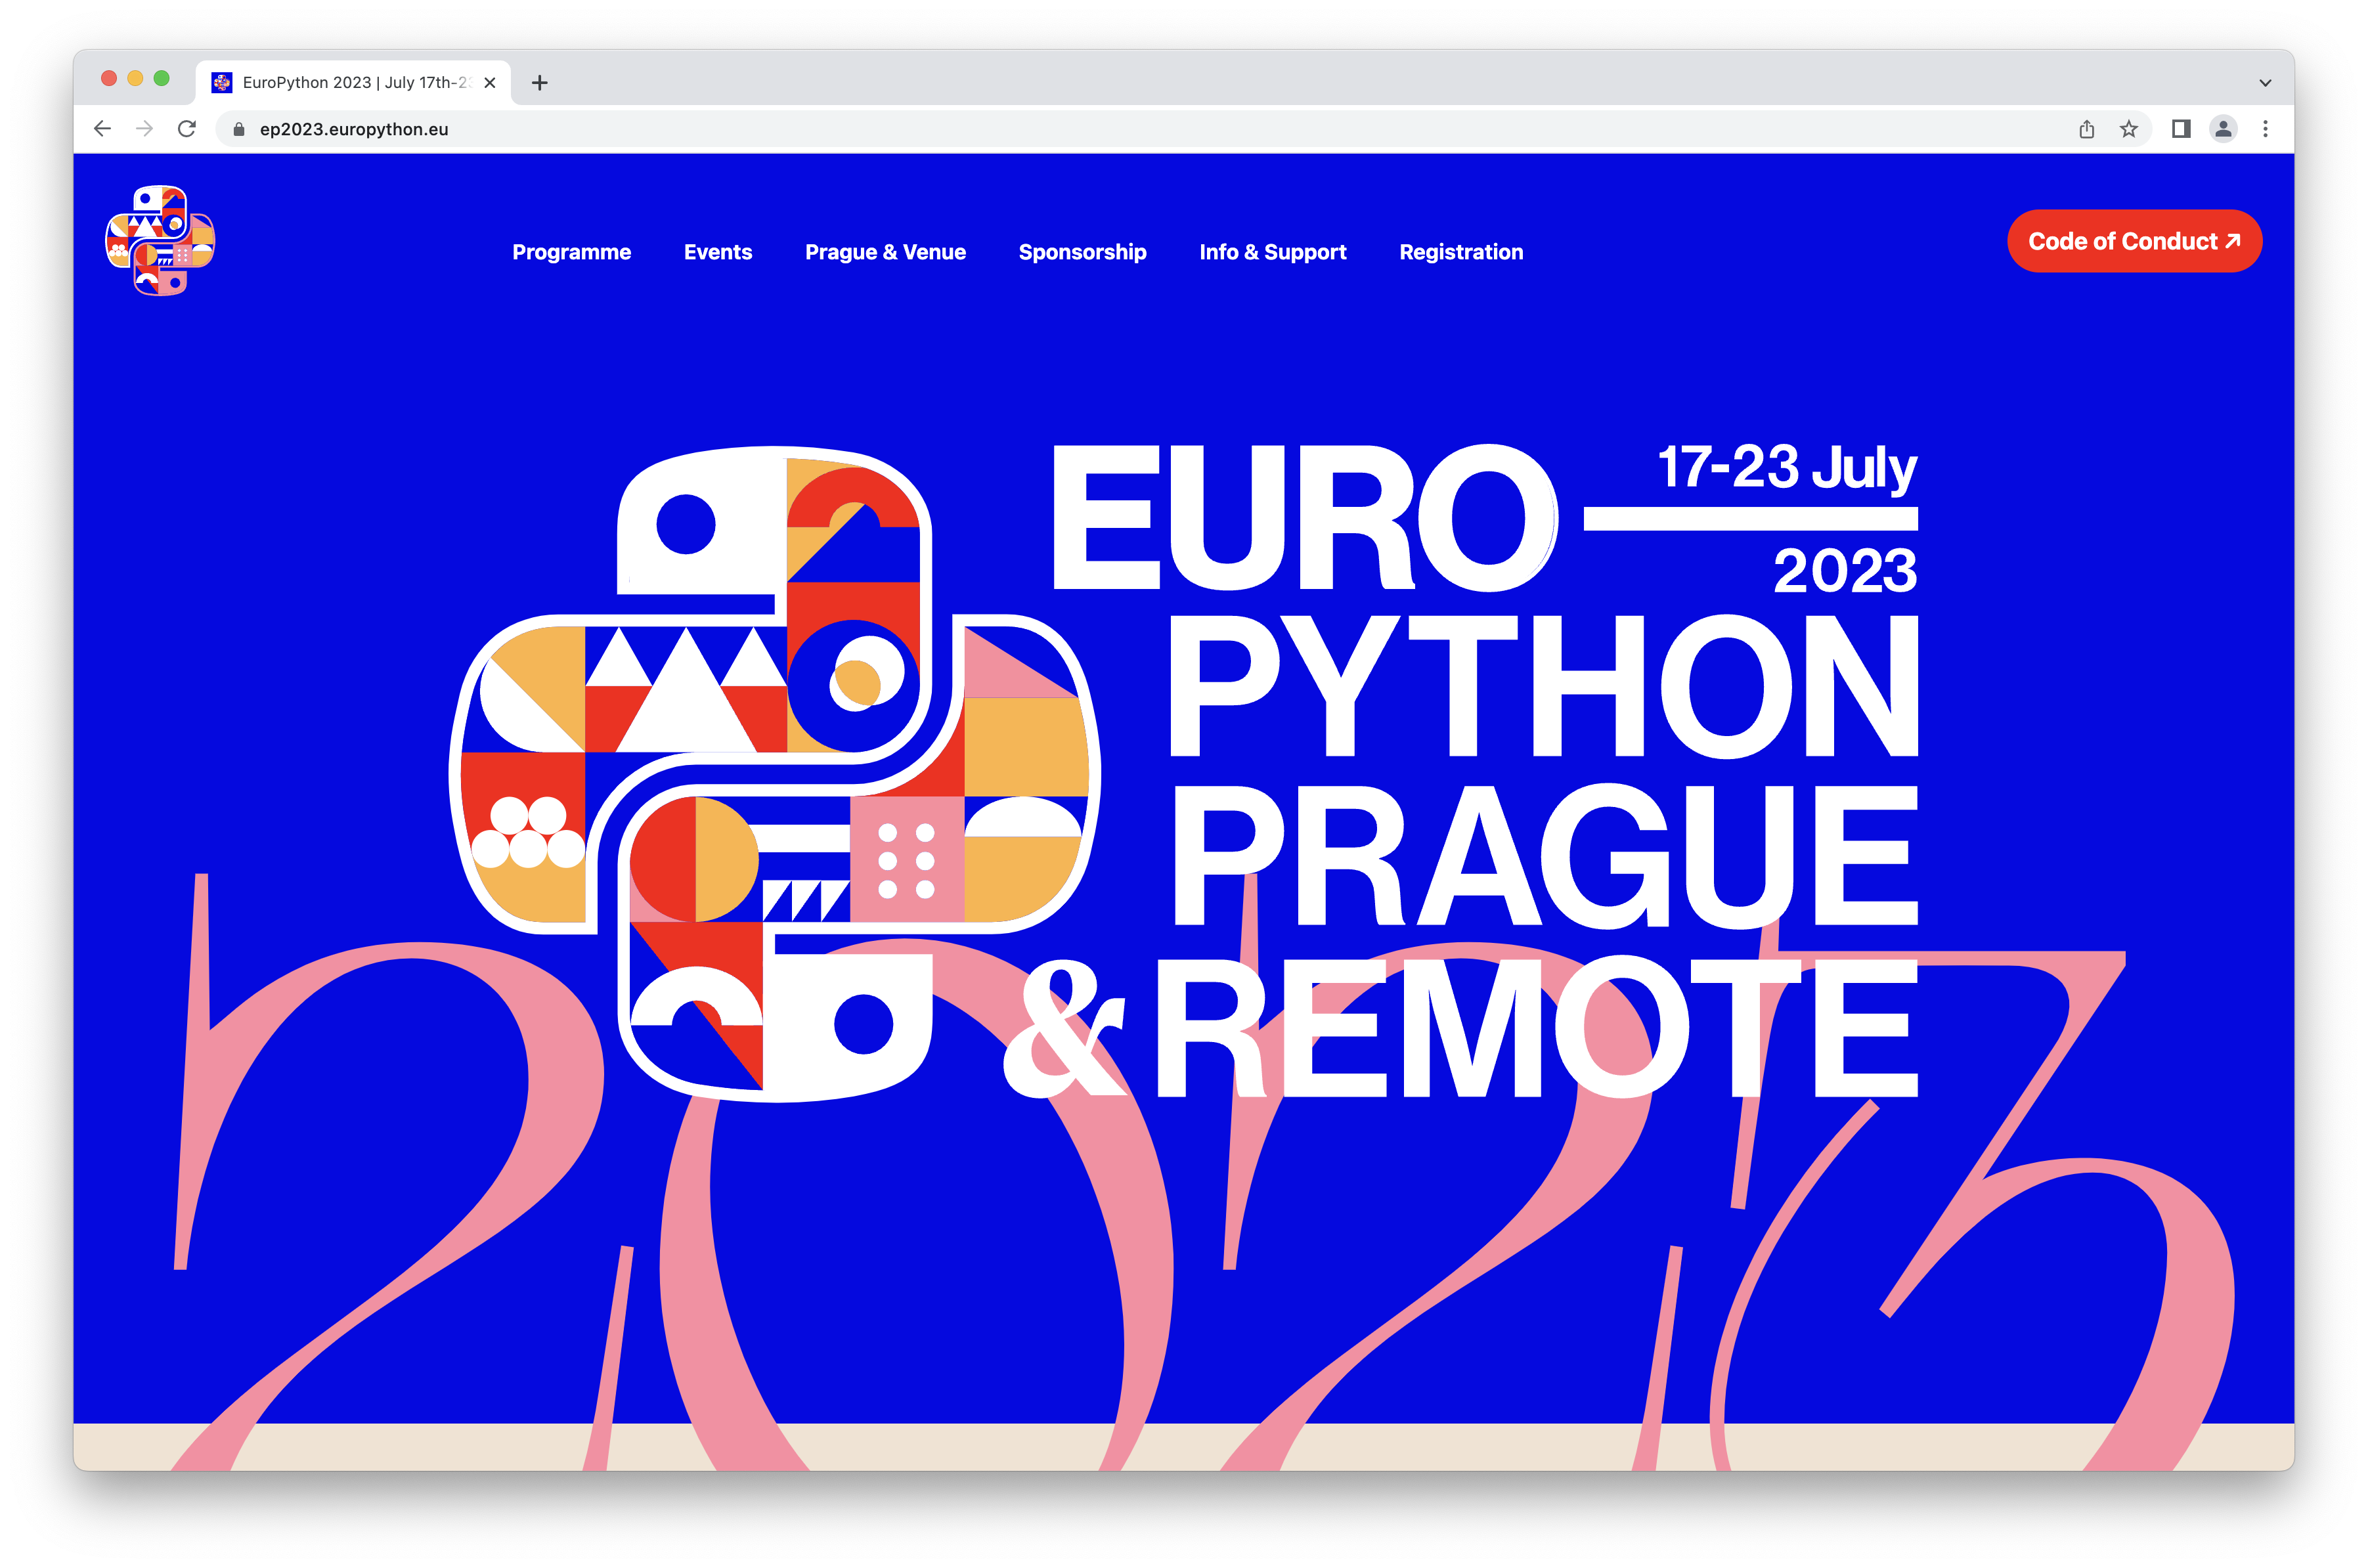 EuroPython 2023 | July 17th-23
ep2023.europython.eu
Programme
Events
Prague & Venue
Sponsorship
Info & Support
Registration
Code of Conduct
EURO
17-23 July
2023
PYTHON
PRAGUE
& REMOTE
2023